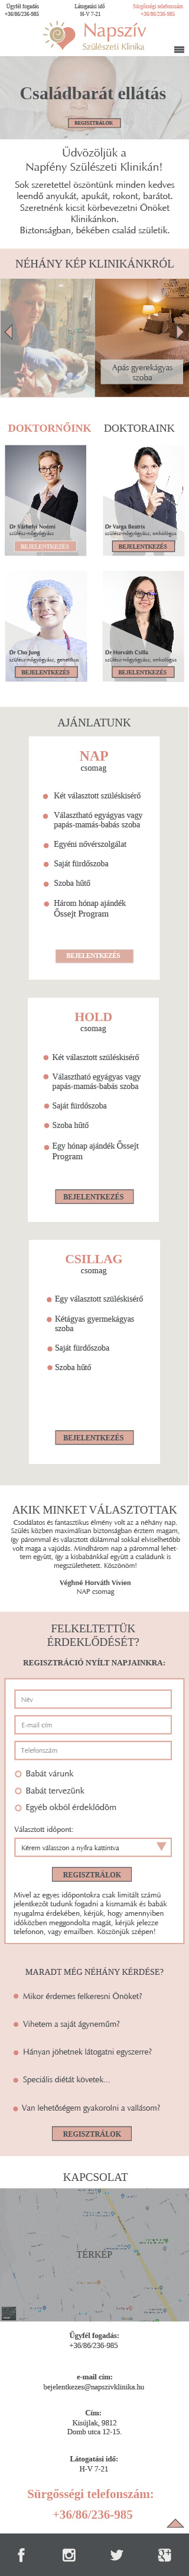 Ügyfél fogadás
+36/86/236-985
Látogatási idő
H-V 7-21
Sürgősségi telefonszám
+36/86/236-985
Napszív
Szülészeti Klinika
Családbarát ellátás
REGISZTRÁLOK
Üdvözöljük a
Napfény Szülészeti Klinikán!
Sok szeretettel öszöntünk minden kedves
leendő anyukát, apukát, rokont, barátot.
Szeretnénk kicsit körbevezetni Önöket
Klinikánkon.
Biztonságban, békében család születik.
NÉHÁNY KÉP KLINIKÁNKRÓL
Apás gyerekágyas
szoba
DOKTORNŐINK
DOKTORAINK
Dr Várhelyi Noémi
szülész-nőgyógyász
BEJELENTKEZÉS
Dr Varga Beatrix
szülész-nőgyógyász, onkológus
BEJELENTKEZÉS
Dr Cho Jung
szülész-nőgyógyász, genetikus
BEJELENTKEZÉS
Dr Horváth Csilla
szülész-nőgyógyász, onkológus
BEJELENTKEZÉS
AJÁNLATUNK
NAP
csomag
Két választott szüléskisérő
Választható egyágyas vagy
papás-mamás-babás szoba
Egyéni nővérszolgálat
Saját fürdőszoba
Szoba hűtő
Három hónap ajándék
Őssejt Program
BEJELENTKEZÉS
HOLD
csomag
Két választott szüléskisérő
Választható egyágyas vagy
papás-mamás-babás szoba
Saját fürdőszoba
Szoba hűtő
Egy hónap ajándék Őssejt
Program
BEJELENTKEZÉS
CSILLAG
csomag
Egy választott szüléskisérő
Kétágyas gyermekágyas
szoba
Saját fürdőszoba
Szoba hűtő
BEJELENTKEZÉS
AKIK MINKET VÁLASZTOTTAK
Csodálatos és fantasztikus élmény volt az a néhány nap.
Szülés közben maximálisan biztonságban éreztem magam,
így párommal és választott dúlámmal sokkal elviselhetőbb
volt maga a vajúdás. Mindhárom nap a párommal lehet
tem együtt, így a kisbabánkkal együtt a családunk is
megszülethetett. Köszönöm!
Véghné Horváth Vivien
NAP csomag
FELKELTETTÜK
ÉRDEKLŐDÉSÉT?
REGISZTRÁCIÓ NYÍLT NAPJAINKRA:
Név
E-mail cím
Telefonszám
Babát várunk
Babát tervezünk
Egyéb okból érdeklődöm
Választott időpont:
Kérem válasszon a nyílra kattintva
REGISZTRÁLOK
Mivel az egyes időpontokra csak limitált számú
jelenkezőt tudunk fogadni a kismamák és babák
nyugalma érdekében, kérjük, hogy amennyiben
időközben meggondolta magát, kérjük jelezze
telefonon, vagy emailben. Köszönjük szépen!
MARADT MÉG NÉHÁNY KÉRDÉSE?
Mikor érdemes felkeresni Önöket?
Vihetem a saját ágyneműm?
Hányan jöhetnek látogatni egyszerre?
Speciális diétát követek...
Van lehetőségem gyakorolni a vallásom?
REGISZTRÁLOK
KAPCSOLAT
TÉRKÉP
Ügyfél fogadás:
+36/86/236-985
e-mail cím:
bejelentkezes@napszivklinika.hu
Cím:
Kisújlak, 9812
Domb utca 12-15.
Látogatási idő:
H-V 7-21
Sürgősségi telefonszám:
+36/86/236-985